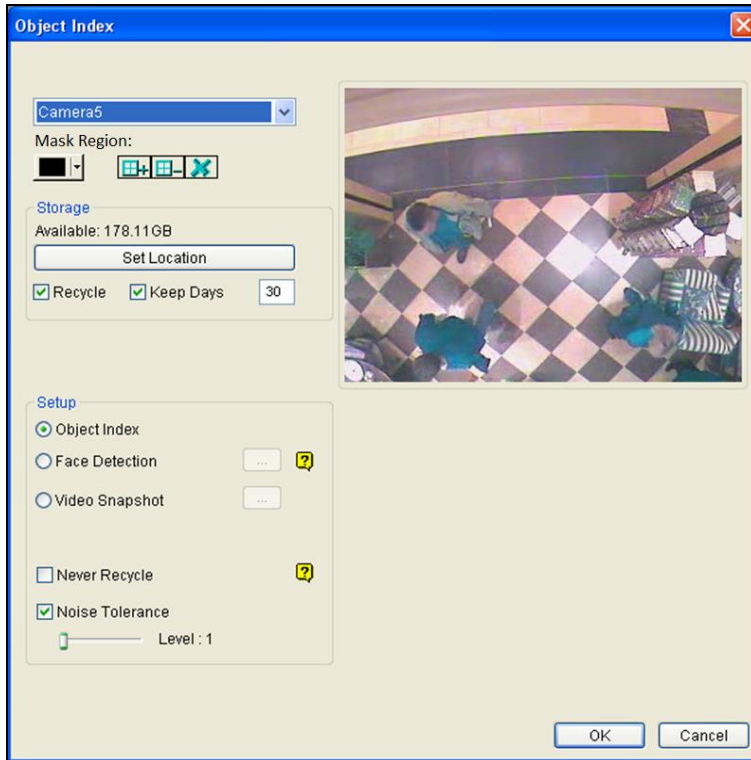 Object Index
Camera5
Mask Region:
Storage
Available: 178.11GB
Set Location
Recycle Keep Days 30
Setup
Object Index
Face Detection ... ?
Video Snapshot ...
Never Recycle ?
Noise Tolerance
Level : 1
OK Cancel